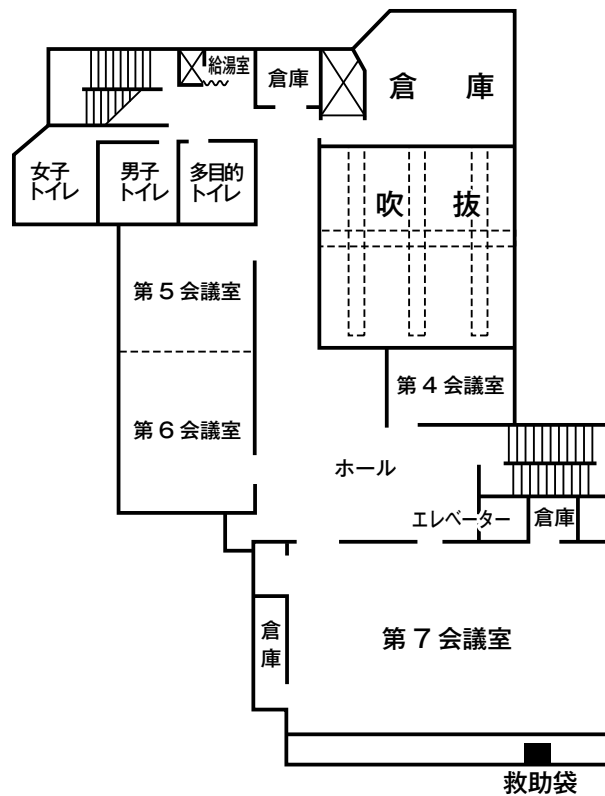 給湯室
倉庫
倉庫
女子
トイレ
男子
トイレ
多目的
トイレ
吹抜
第5会議室
第4会議室
第6会議室
ホール
エレベーター
倉庫
倉庫
第7会議室
救助袋